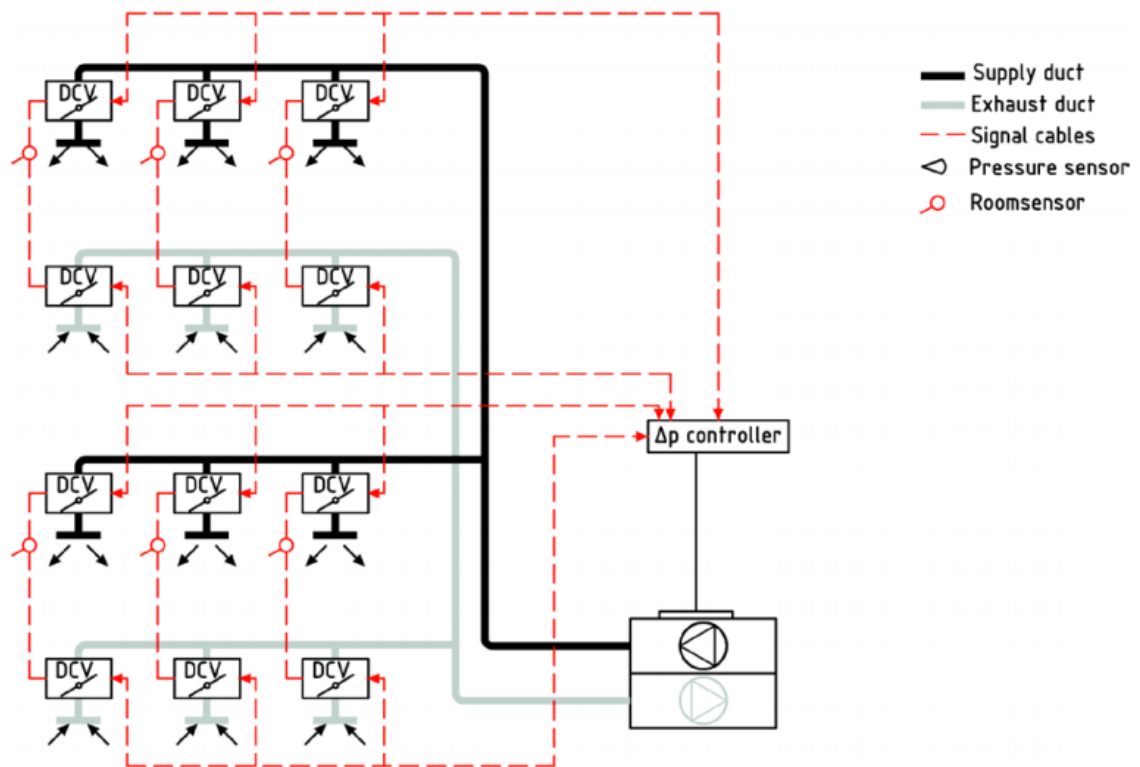 DCV DCV DCV
Supply duct
Exhaust duct
Signal cables
Pressure sensor
Roomsensor
DCV DCV DCV
Δp controller
DCV DCV DCV
DCV DCV DCV